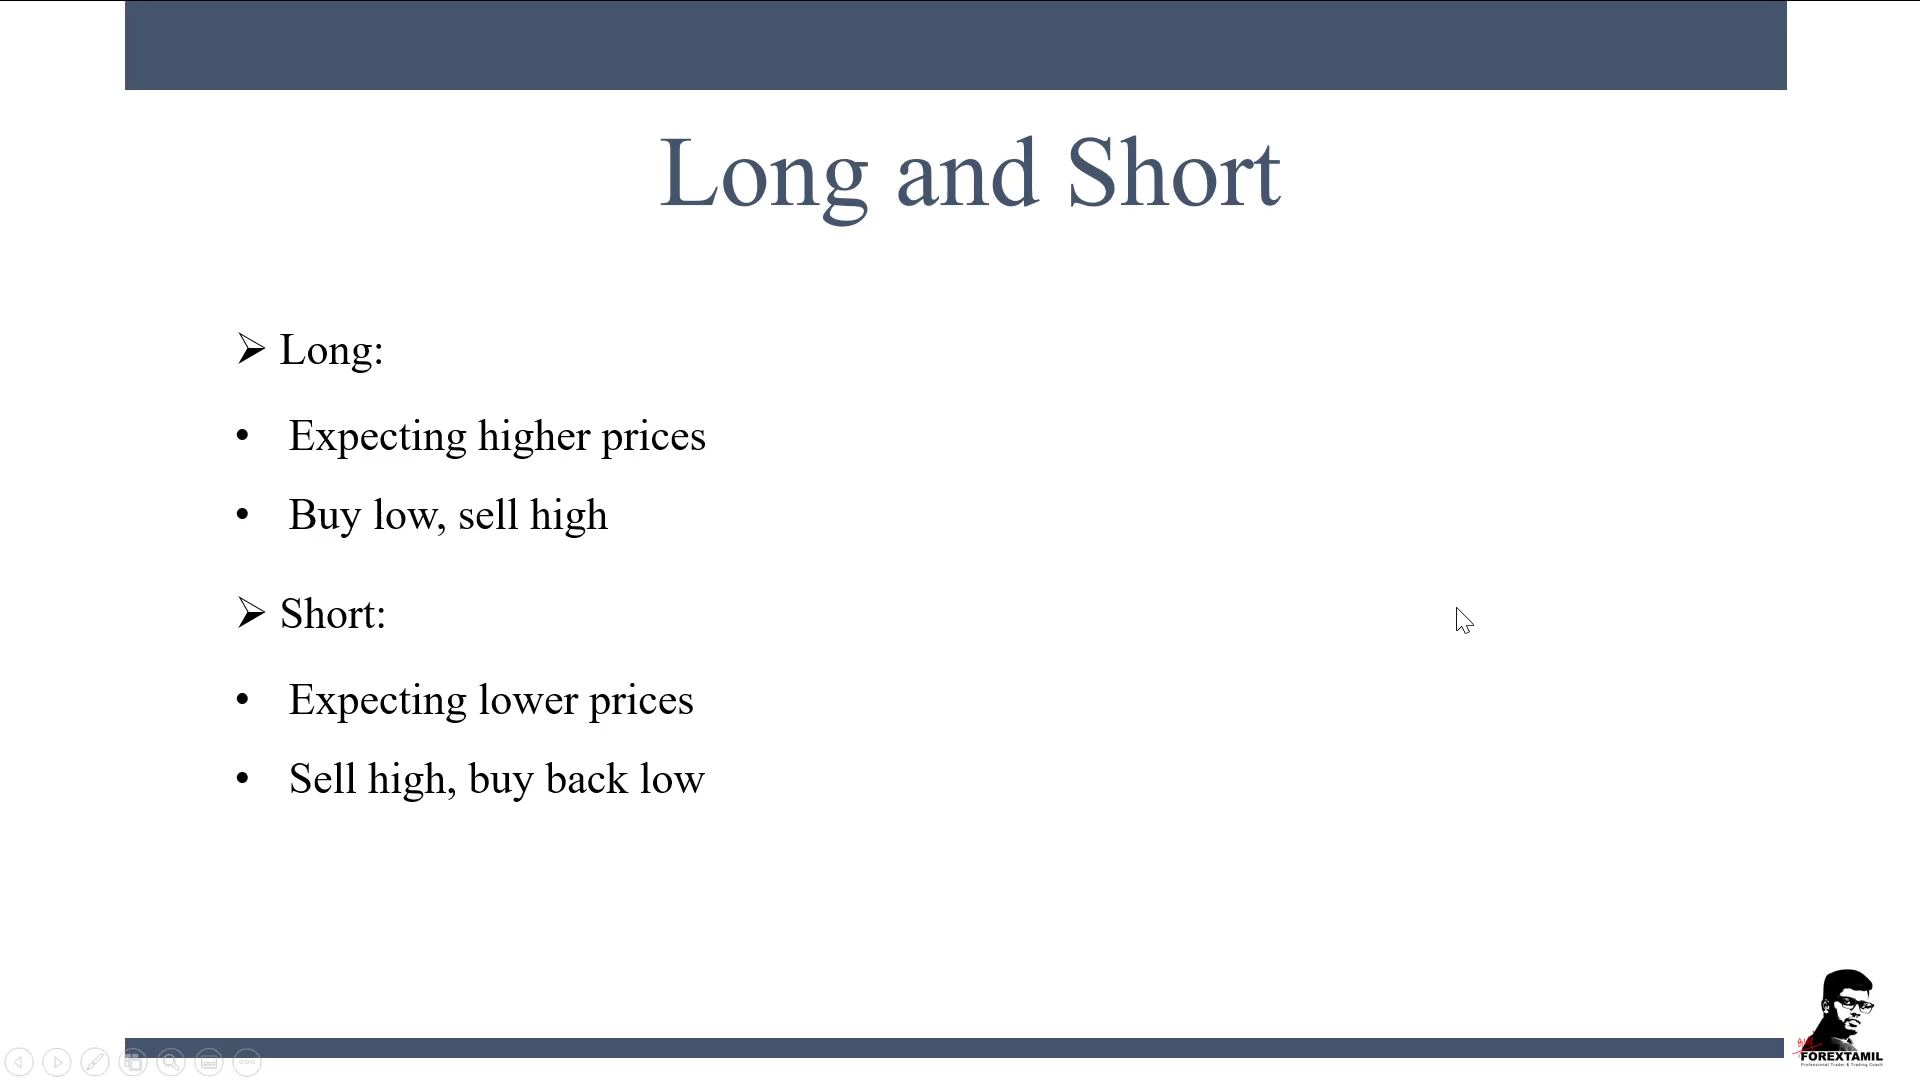 Long and Short
➢ Long:
• Expecting higher prices
• Buy low, sell high
➢ Short:
• Expecting lower prices
• Sell high, buy back low
FOREXTAMIL
Professional Trader & Trading Coach